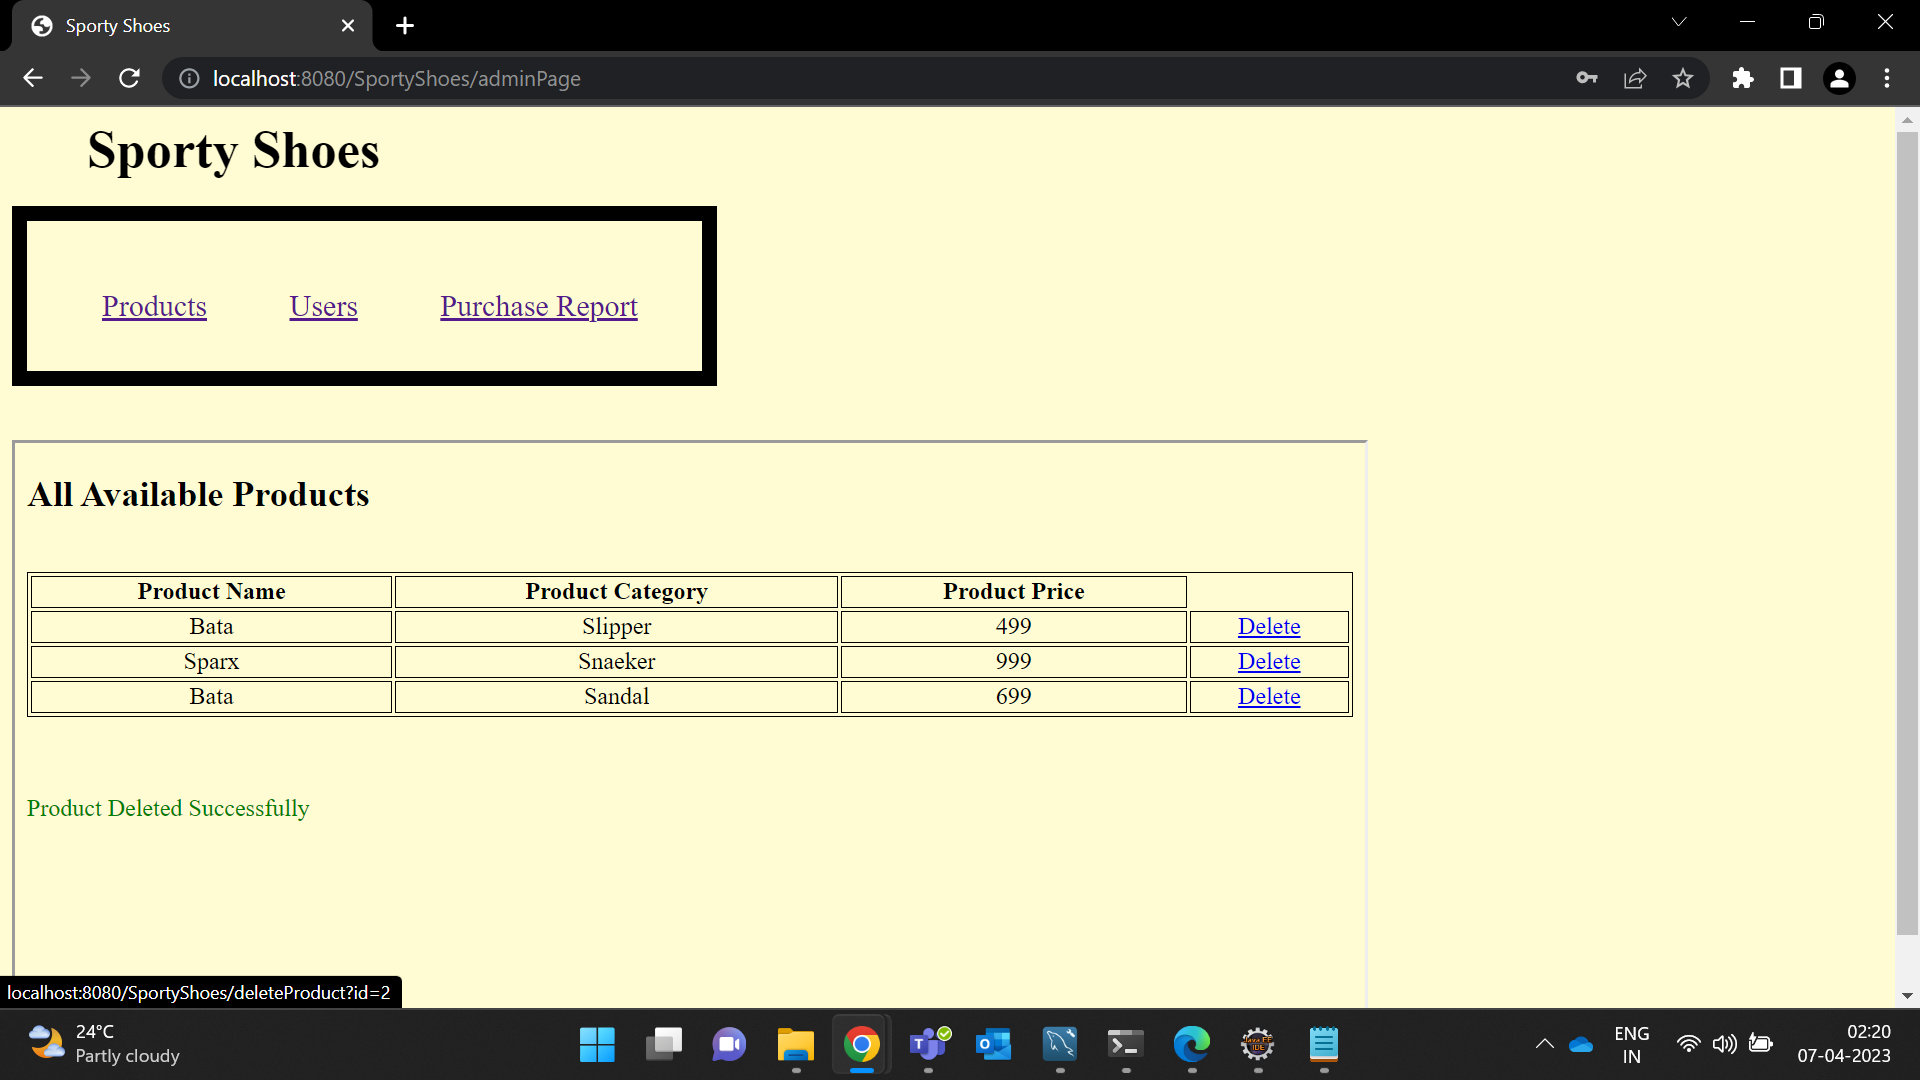 Sporty Shoes
localhost:8080/SportyShoes/adminPage
Sporty Shoes
Products Users Purchase Report
All Available Products
Product Name Product Category Product Price
Bata Slipper 499 Delete
Sparx Snaeker 999 Delete
Bata Sandal 699 Delete
Product Deleted Successfully
localhost:8080/SportyShoes/deleteProduct?id=2
24°C
Partly cloudy
ENG
IN
02:20
07-04-2023